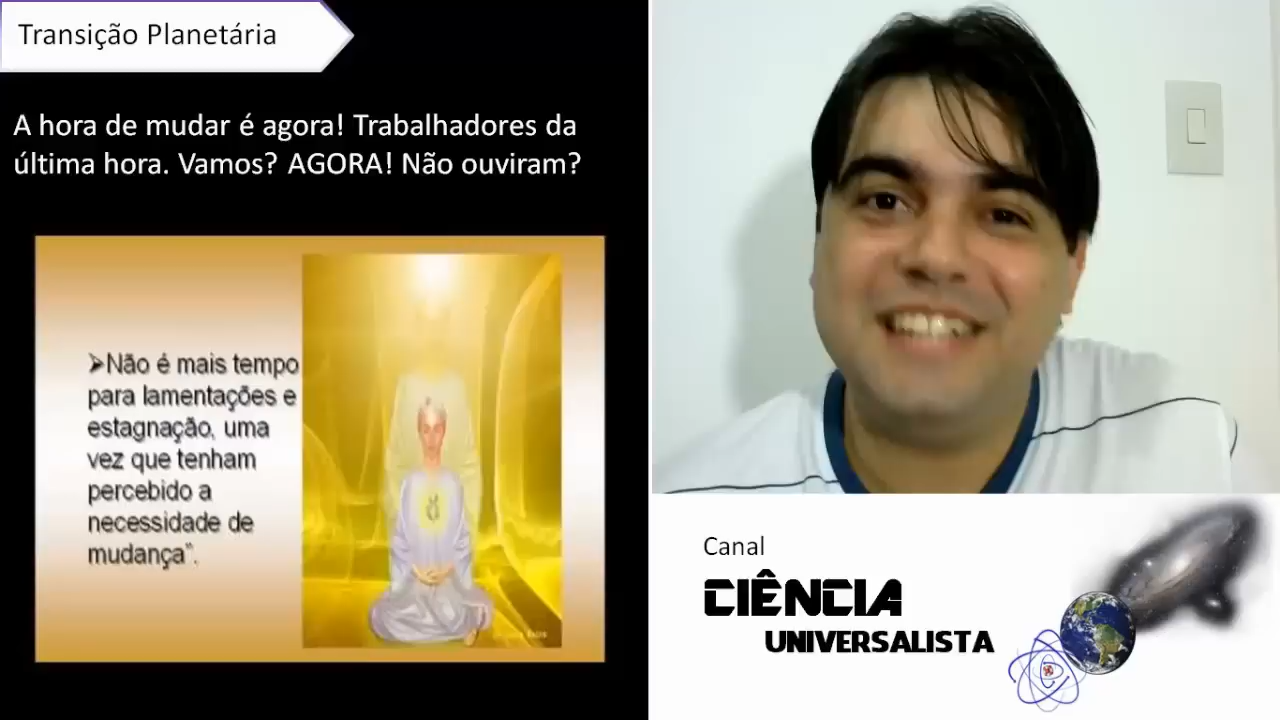 Transição Planetária
A hora de mudar é agora! Trabalhadores da
última hora. Vamos? AGORA! Não ouviram?
➤Não é mais tempo
para lamentações e
estagnação, uma
vez que tenham
percebido a
necessidade de
mudança”.
Canal
CIÊNCIA
UNIVERSALISTA